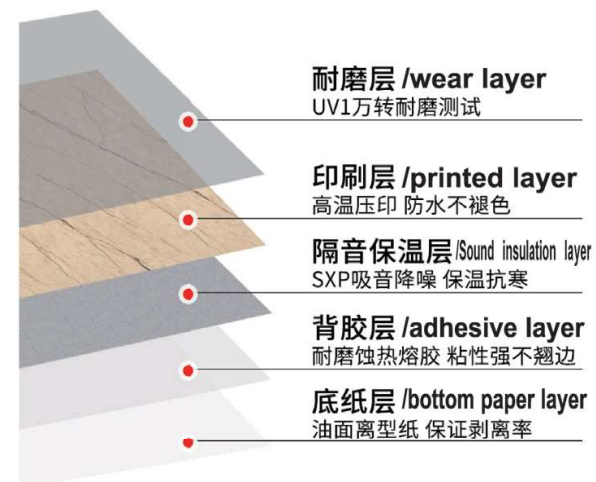 耐磨层/wear layer
UV1万转耐磨测试
印刷层/printed layer
高温压印 防水不褪色
隔音保温层/Sound insulation layer
SXP吸音降噪 保温抗寒
背胶层/adhesive layer
耐磨蚀热熔胶 粘性强不翘边
底纸层/bottom paper layer
油面离型纸 保证剥离率